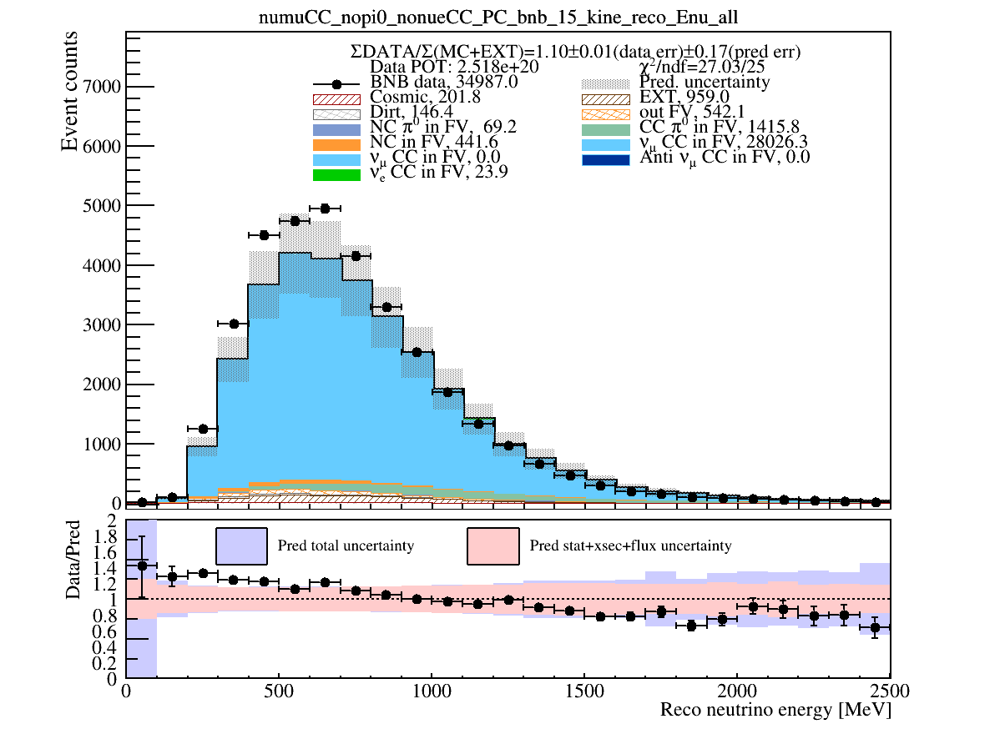 numuCC_nopi0_nonueCC_PC_bnb_15_kine_reco_Enu_all
ΣDATA/Σ(MC+EXT)=1.10±0.01(data err)±0.17(pred err)
Data POT: 2.518e+20
χ²/ndf=27.03/25
BNB data, 34987.0
Pred. uncertainty
Cosmic, 201.8
EXT, 959.0
Dirt, 146.4
out FV, 542.1
NC π⁰ in FV, 69.2
CC π⁰ in FV, 1415.8
NC in FV, 441.6
ν_μ CC in FV, 28026.3
ν_μ CC in FV, 0.0
Anti ν_μ CC in FV, 0.0
ν_e CC in FV, 23.9
Event counts
7000
6000
5000
4000
3000
2000
1000
0
Data/Pred
2
1.8
1.6
1.4
1.2
1
0.8
0.6
0.4
0.2
0
Pred total uncertainty
Pred stat+xsec+flux uncertainty
0 500 1000 1500 2000 2500
Reco neutrino energy [MeV]